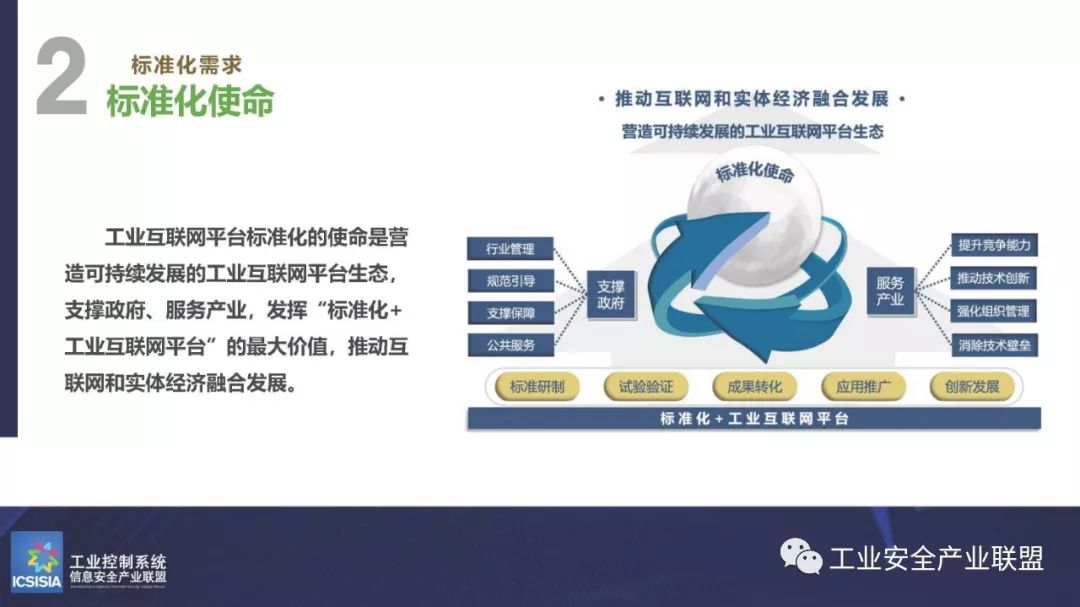 2
标准化需求
标准化使命
工业互联网平台标准化的使命是营
造可持续发展的工业互联网平台生态，
支撑政府、服务产业，发挥“标准化+
工业互联网平台”的最大价值，推动互
联网和实体经济融合发展。
• 推动互联网和实体经济融合发展 •
营造可持续发展的工业互联网平台生态
标准化使命
行业管理
规范引导
支撑保障
公共服务
支撑
政府
服务
产业
提升竞争能力
推动技术创新
强化组织管理
消除技术壁垒
标准研制
试验验证
成果转化
应用推广
创新发展
标准化+工业互联网平台
ICSISIA
工业控制系统
信息安全产业联盟
工业安全产业联盟